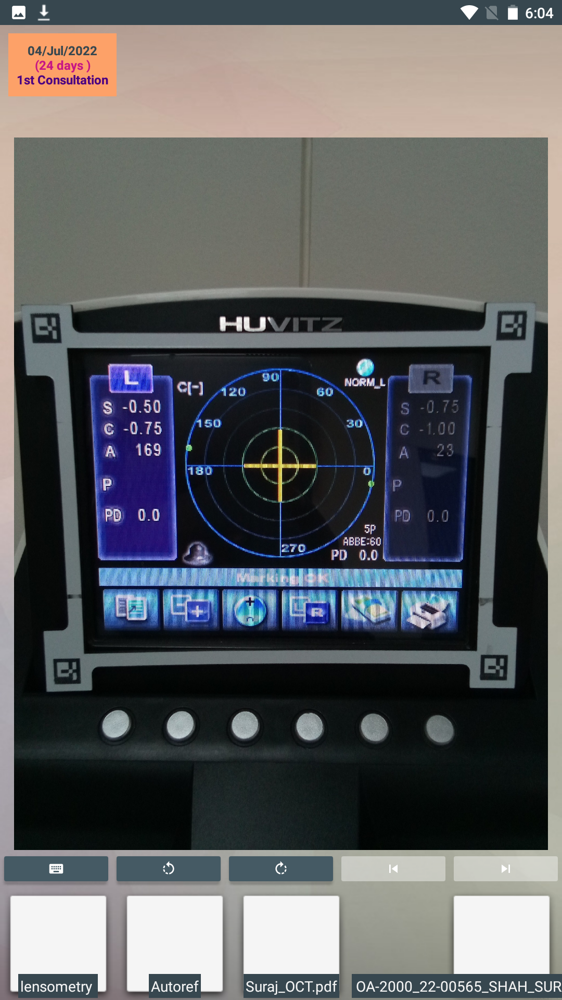 6:04
04/Jul/2022
(24 days )
1st Consultation
HUVITZ
L
S -0.50
C -0.75
A 169
P
PD 0.0
C[-]
90
120
60
150
30
180
0
270
NORM_L
5P
ABBE:60
PD 0.0
R
S -0.75
C -1.00
A 23
P
PD 0.0
Marking OK
R
lensometry
Autoref
Suraj_OCT.pdf
OA-2000_22-00565_SHAH_SUR